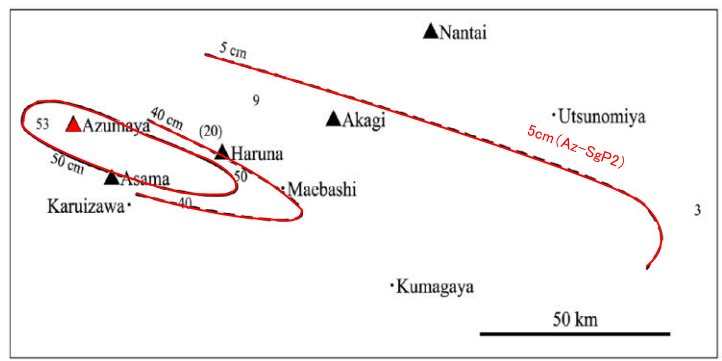 Nantai
5 cm
9
40 cm
53
Azumaya
(20)
Akagi
Utsunomiya
5cm(Az-SgP2)
Haruna
50 cm
Asama
50
Maebashi
Karuizawa
40
3
Kumagaya
50 km